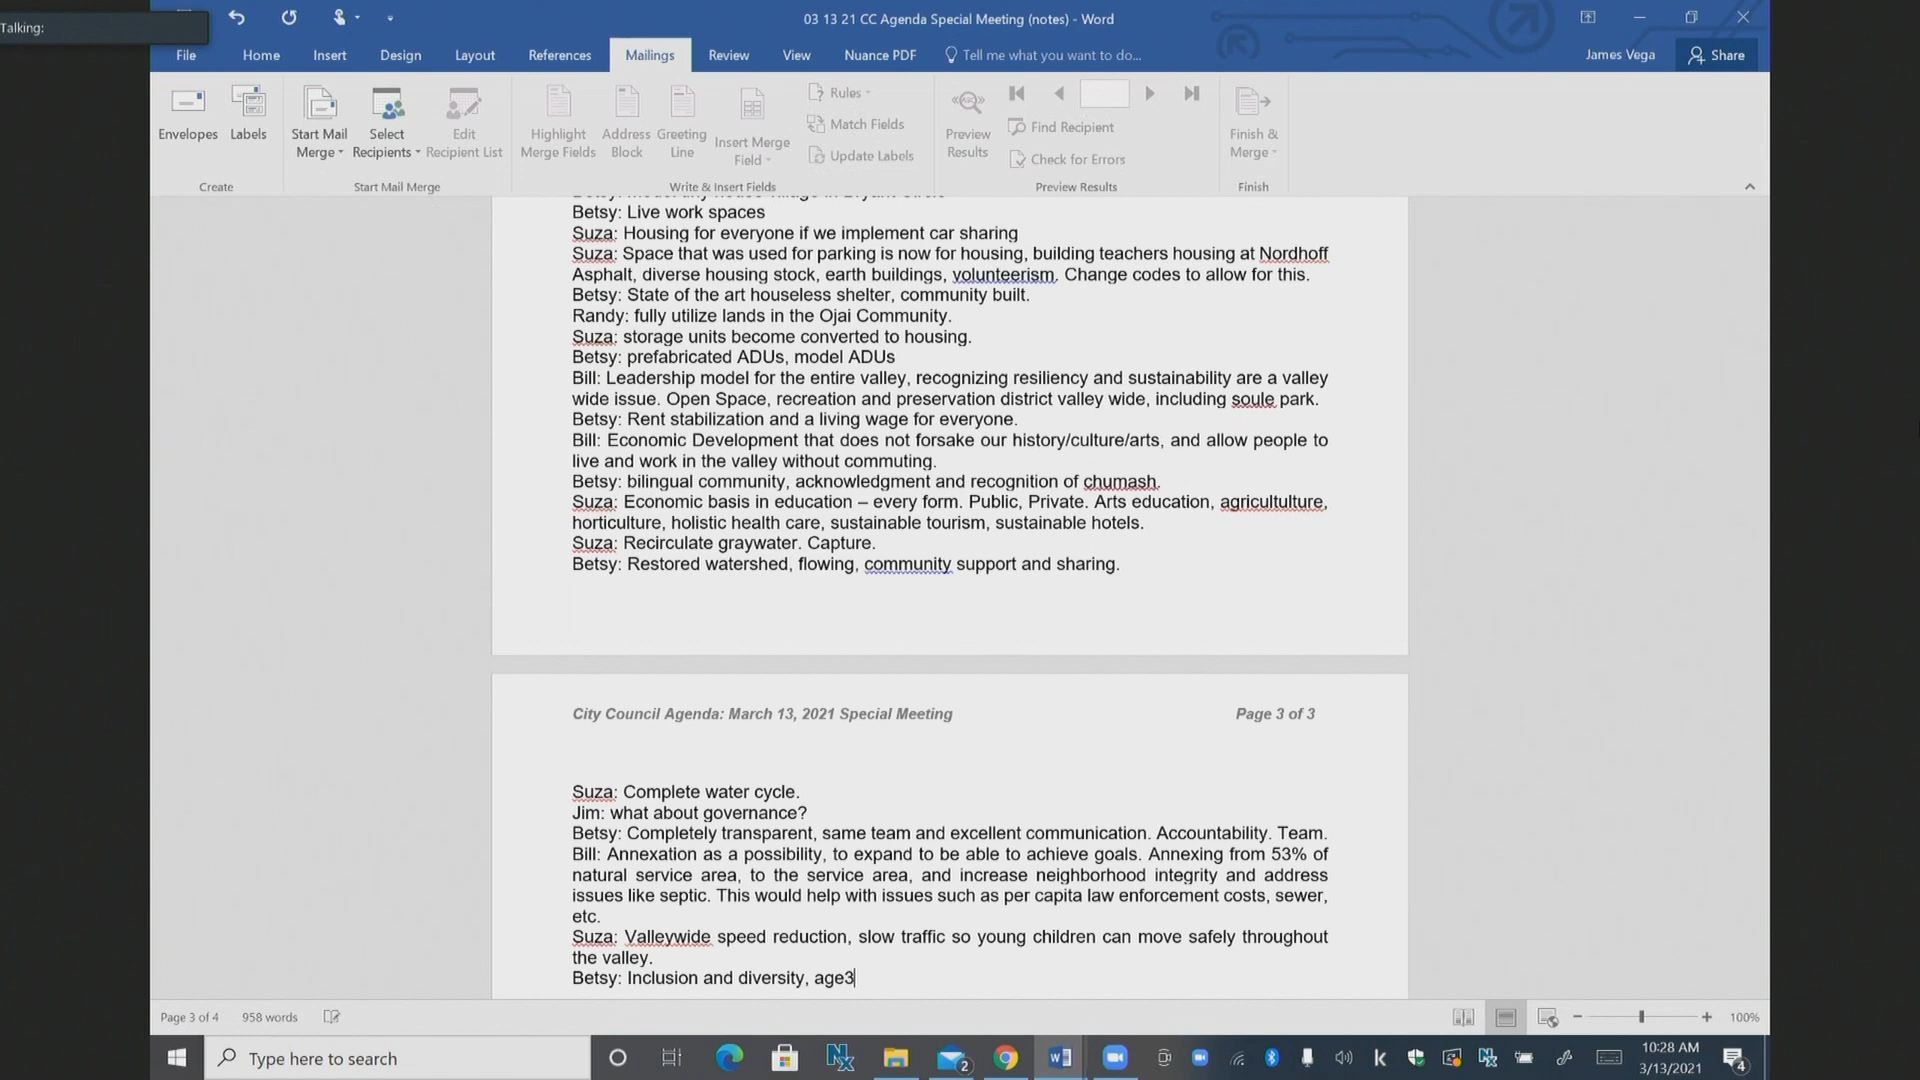 Talking:
03 13 21 CC Agenda Special Meeting (notes) - Word
File Home Insert Design Layout References Mailings Review View Nuance PDF Tell me what you want to do... James Vega Share
Envelopes Labels Start Mail Merge Select Recipients Edit Recipient List Highlight Merge Fields Address Block Greeting Line Insert Merge Field Rules Match Fields Update Labels Preview Results Find Recipient Check for Errors Finish & Merge
Create Start Mail Merge Write & Insert Fields Preview Results Finish
Betsy: Live work spaces
Suza: Housing for everyone if we implement car sharing
Suza: Space that was used for parking is now for housing, building teachers housing at Nordhoff
Asphalt, diverse housing stock, earth buildings, volunteerism. Change codes to allow for this.
Betsy: State of the art houseless shelter, community built.
Randy: fully utilize lands in the Ojai Community.
Suza: storage units become converted to housing.
Betsy: prefabricated ADUs, model ADUs
Bill: Leadership model for the entire valley, recognizing resiliency and sustainability are a valley
wide issue. Open Space, recreation and preservation district valley wide, including soule park.
Betsy: Rent stabilization and a living wage for everyone.
Bill: Economic Development that does not forsake our history/culture/arts, and allow people to
live and work in the valley without commuting.
Betsy: bilingual community, acknowledgment and recognition of chumash.
Suza: Economic basis in education – every form. Public, Private. Arts education, agricultulture,
horticulture, holistic health care, sustainable tourism, sustainable hotels.
Suza: Recirculate graywater. Capture.
Betsy: Restored watershed, flowing, community support and sharing.
City Council Agenda: March 13, 2021 Special Meeting Page 3 of 3
Suza: Complete water cycle.
Jim: what about governance?
Betsy: Completely transparent, same team and excellent communication. Accountability. Team.
Bill: Annexation as a possibility, to expand to be able to achieve goals. Annexing from 53% of
natural service area, to the service area, and increase neighborhood integrity and address
issues like septic. This would help with issues such as per capita law enforcement costs, sewer,
etc.
Suza: Valleywide speed reduction, slow traffic so young children can move safely throughout
the valley.
Betsy: Inclusion and diversity, age3
Page 3 of 4 958 words 100%
Type here to search 2 10:28 AM
3/13/2021 4